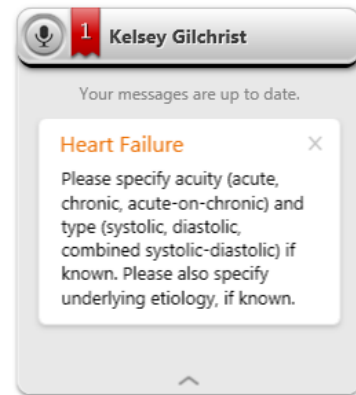 1 Kelsey Gilchrist
Your messages are up to date.
Heart Failure
Please specify acuity (acute,
chronic, acute-on-chronic) and
type (systolic, diastolic,
combined systolic-diastolic) if
known. Please also specify
underlying etiology, if known.